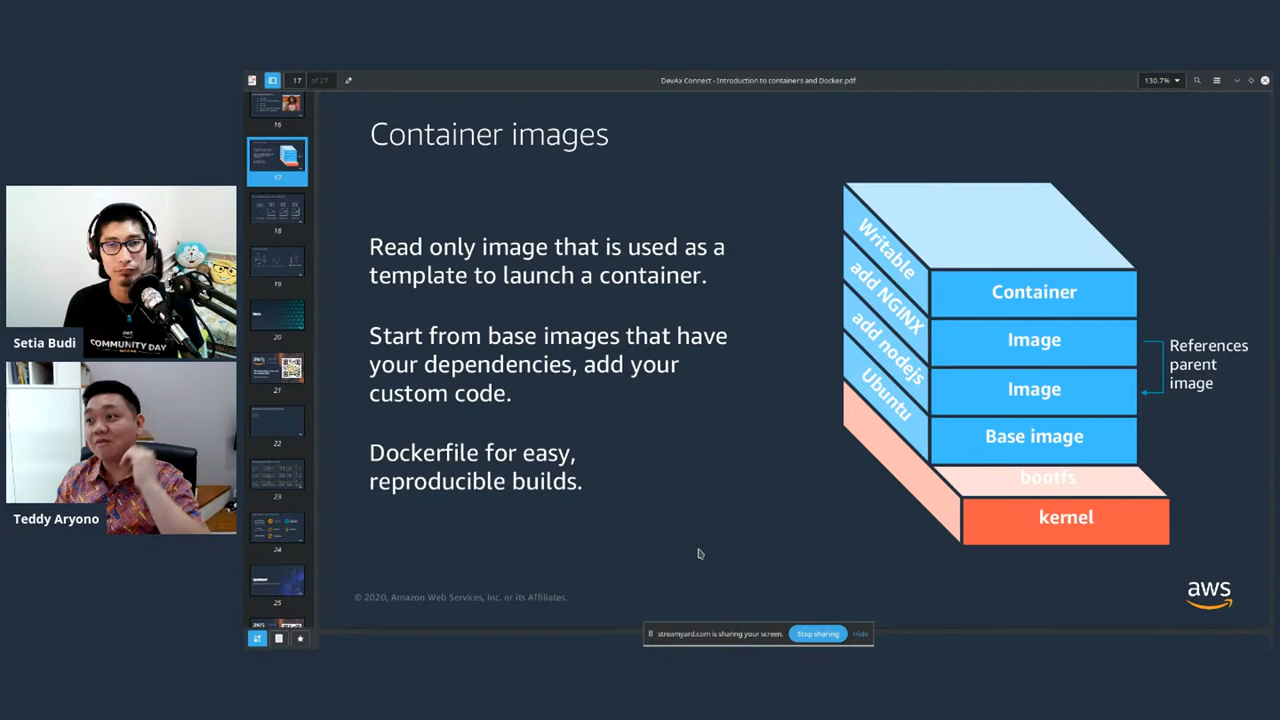 17 of 27
DevAx Connect - Introduction to containers and Docker.pdf
130.7%
16
17
18
19
20
21
22
23
24
25
Container images
Read only image that is used as a
template to launch a container.
Start from base images that have
your dependencies, add your
custom code.
Dockerfile for easy,
reproducible builds.
Writable
add NGINX
add nodejs
Ubuntu
Container
Image
Image
Base image
bootfs
kernel
References
parent
image
© 2020, Amazon Web Services, Inc. or its Affiliates.
aws
streamyard.com is sharing your screen.
Stop sharing
Hide
aws
COMMUNITY DAY
Setia Budi
Teddy Aryono